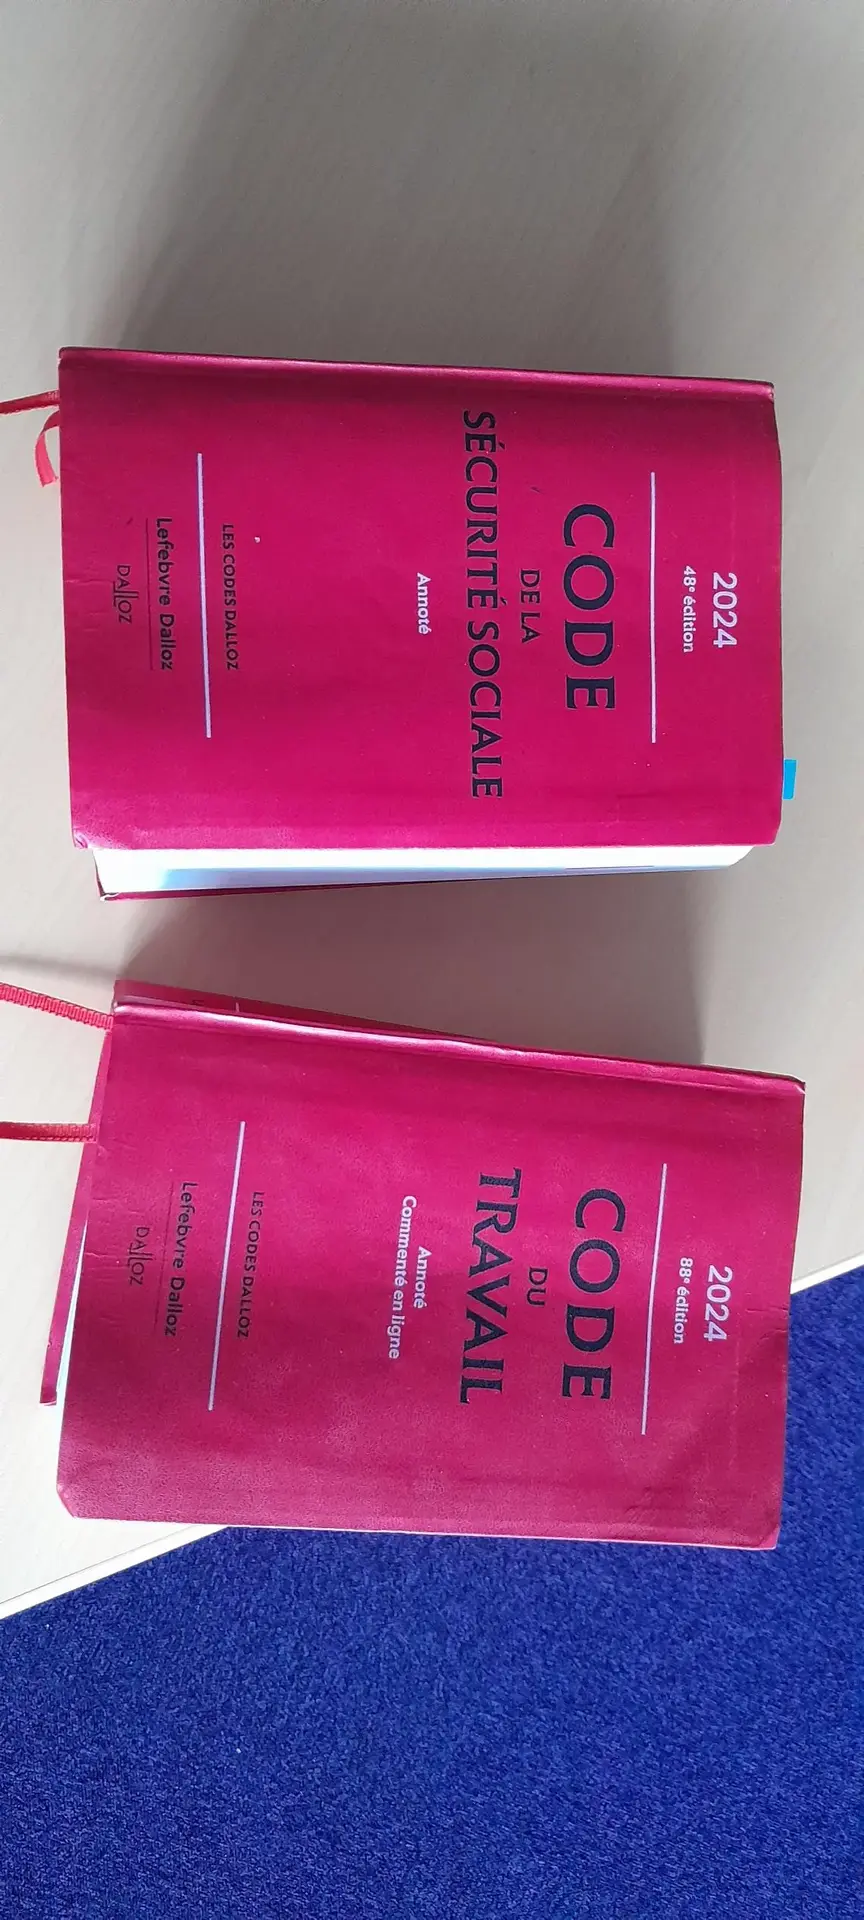 2024
48e édition
CODE
DE LA
SÉCURITÉ SOCIALE
Annoté
LES CODES DALLOZ
Lefebvre Dalloz
DALLOZ
2024
88e édition
CODE
DU
TRAVAIL
Annoté
Commenté en ligne
LES CODES DALLOZ
Lefebvre Dalloz
DALLOZ